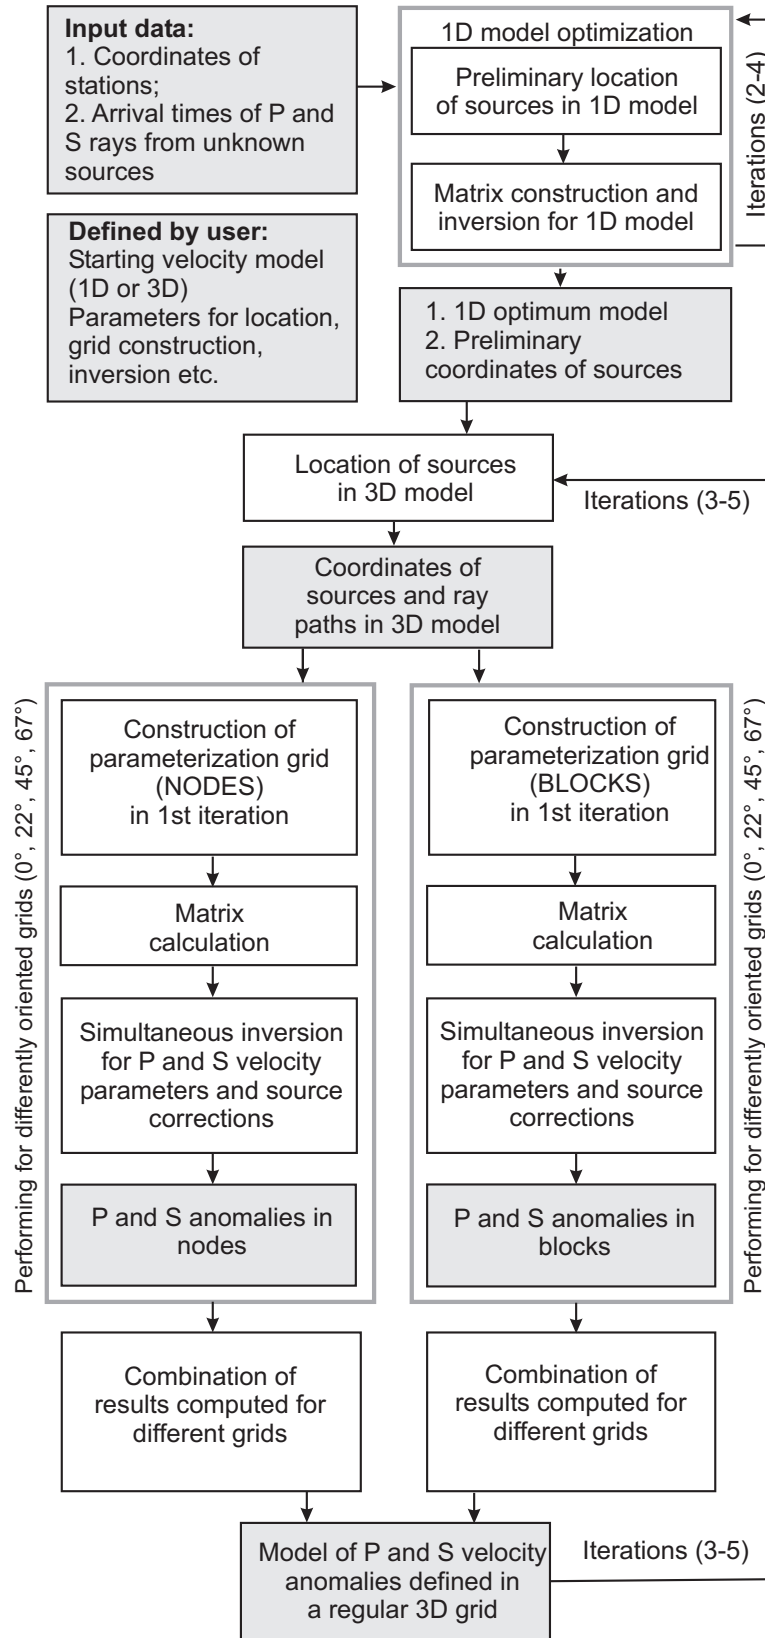 Input data:
1. Coordinates of
stations;
2. Arrival times of P and
S rays from unknown
sources
1D model optimization
Preliminary location
of sources in 1D model
Matrix construction and
inversion for 1D model
Iterations (2-4)
Defined by user:
Starting velocity model
(1D or 3D)
Parameters for location,
grid construction,
inversion etc.
1. 1D optimum model
2. Preliminary
coordinates of sources
Location of sources
in 3D model
Iterations (3-5)
Coordinates of
sources and ray
paths in 3D model
Performing for differently oriented grids (0°, 22°, 45°, 67°)
Construction of
parameterization grid
(NODES)
in 1st iteration
Matrix
calculation
Simultaneous inversion
for P and S velocity
parameters and source
corrections
P and S anomalies in
nodes
Construction of
parameterization grid
(BLOCKS)
in 1st iteration
Matrix
calculation
Simultaneous inversion
for P and S velocity
parameters and source
corrections
P and S anomalies in
blocks
Performing for differently oriented grids (0°, 22°, 45°, 67°)
Combination of
results computed for
different grids
Combination of
results computed for
different grids
Model of P and S velocity
anomalies defined in
a regular 3D grid
Iterations (3-5)